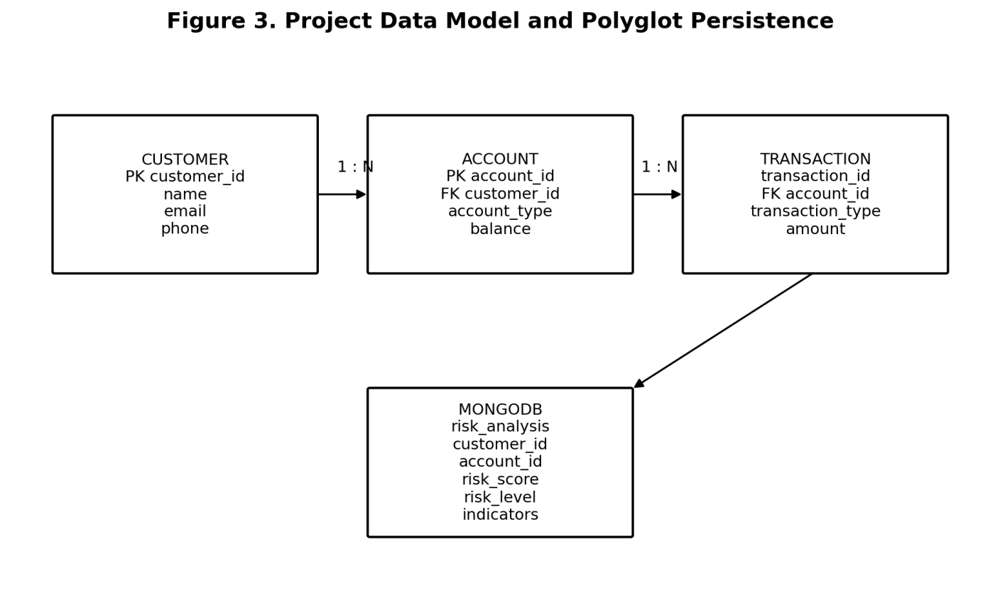 Figure 3. Project Data Model and Polyglot Persistence
CUSTOMER
PK customer_id
name
email
phone
1 : N
ACCOUNT
PK account_id
FK customer_id
account_type
balance
1 : N
TRANSACTION
transaction_id
FK account_id
transaction_type
amount
MONGODB
risk_analysis
customer_id
account_id
risk_score
risk_level
indicators